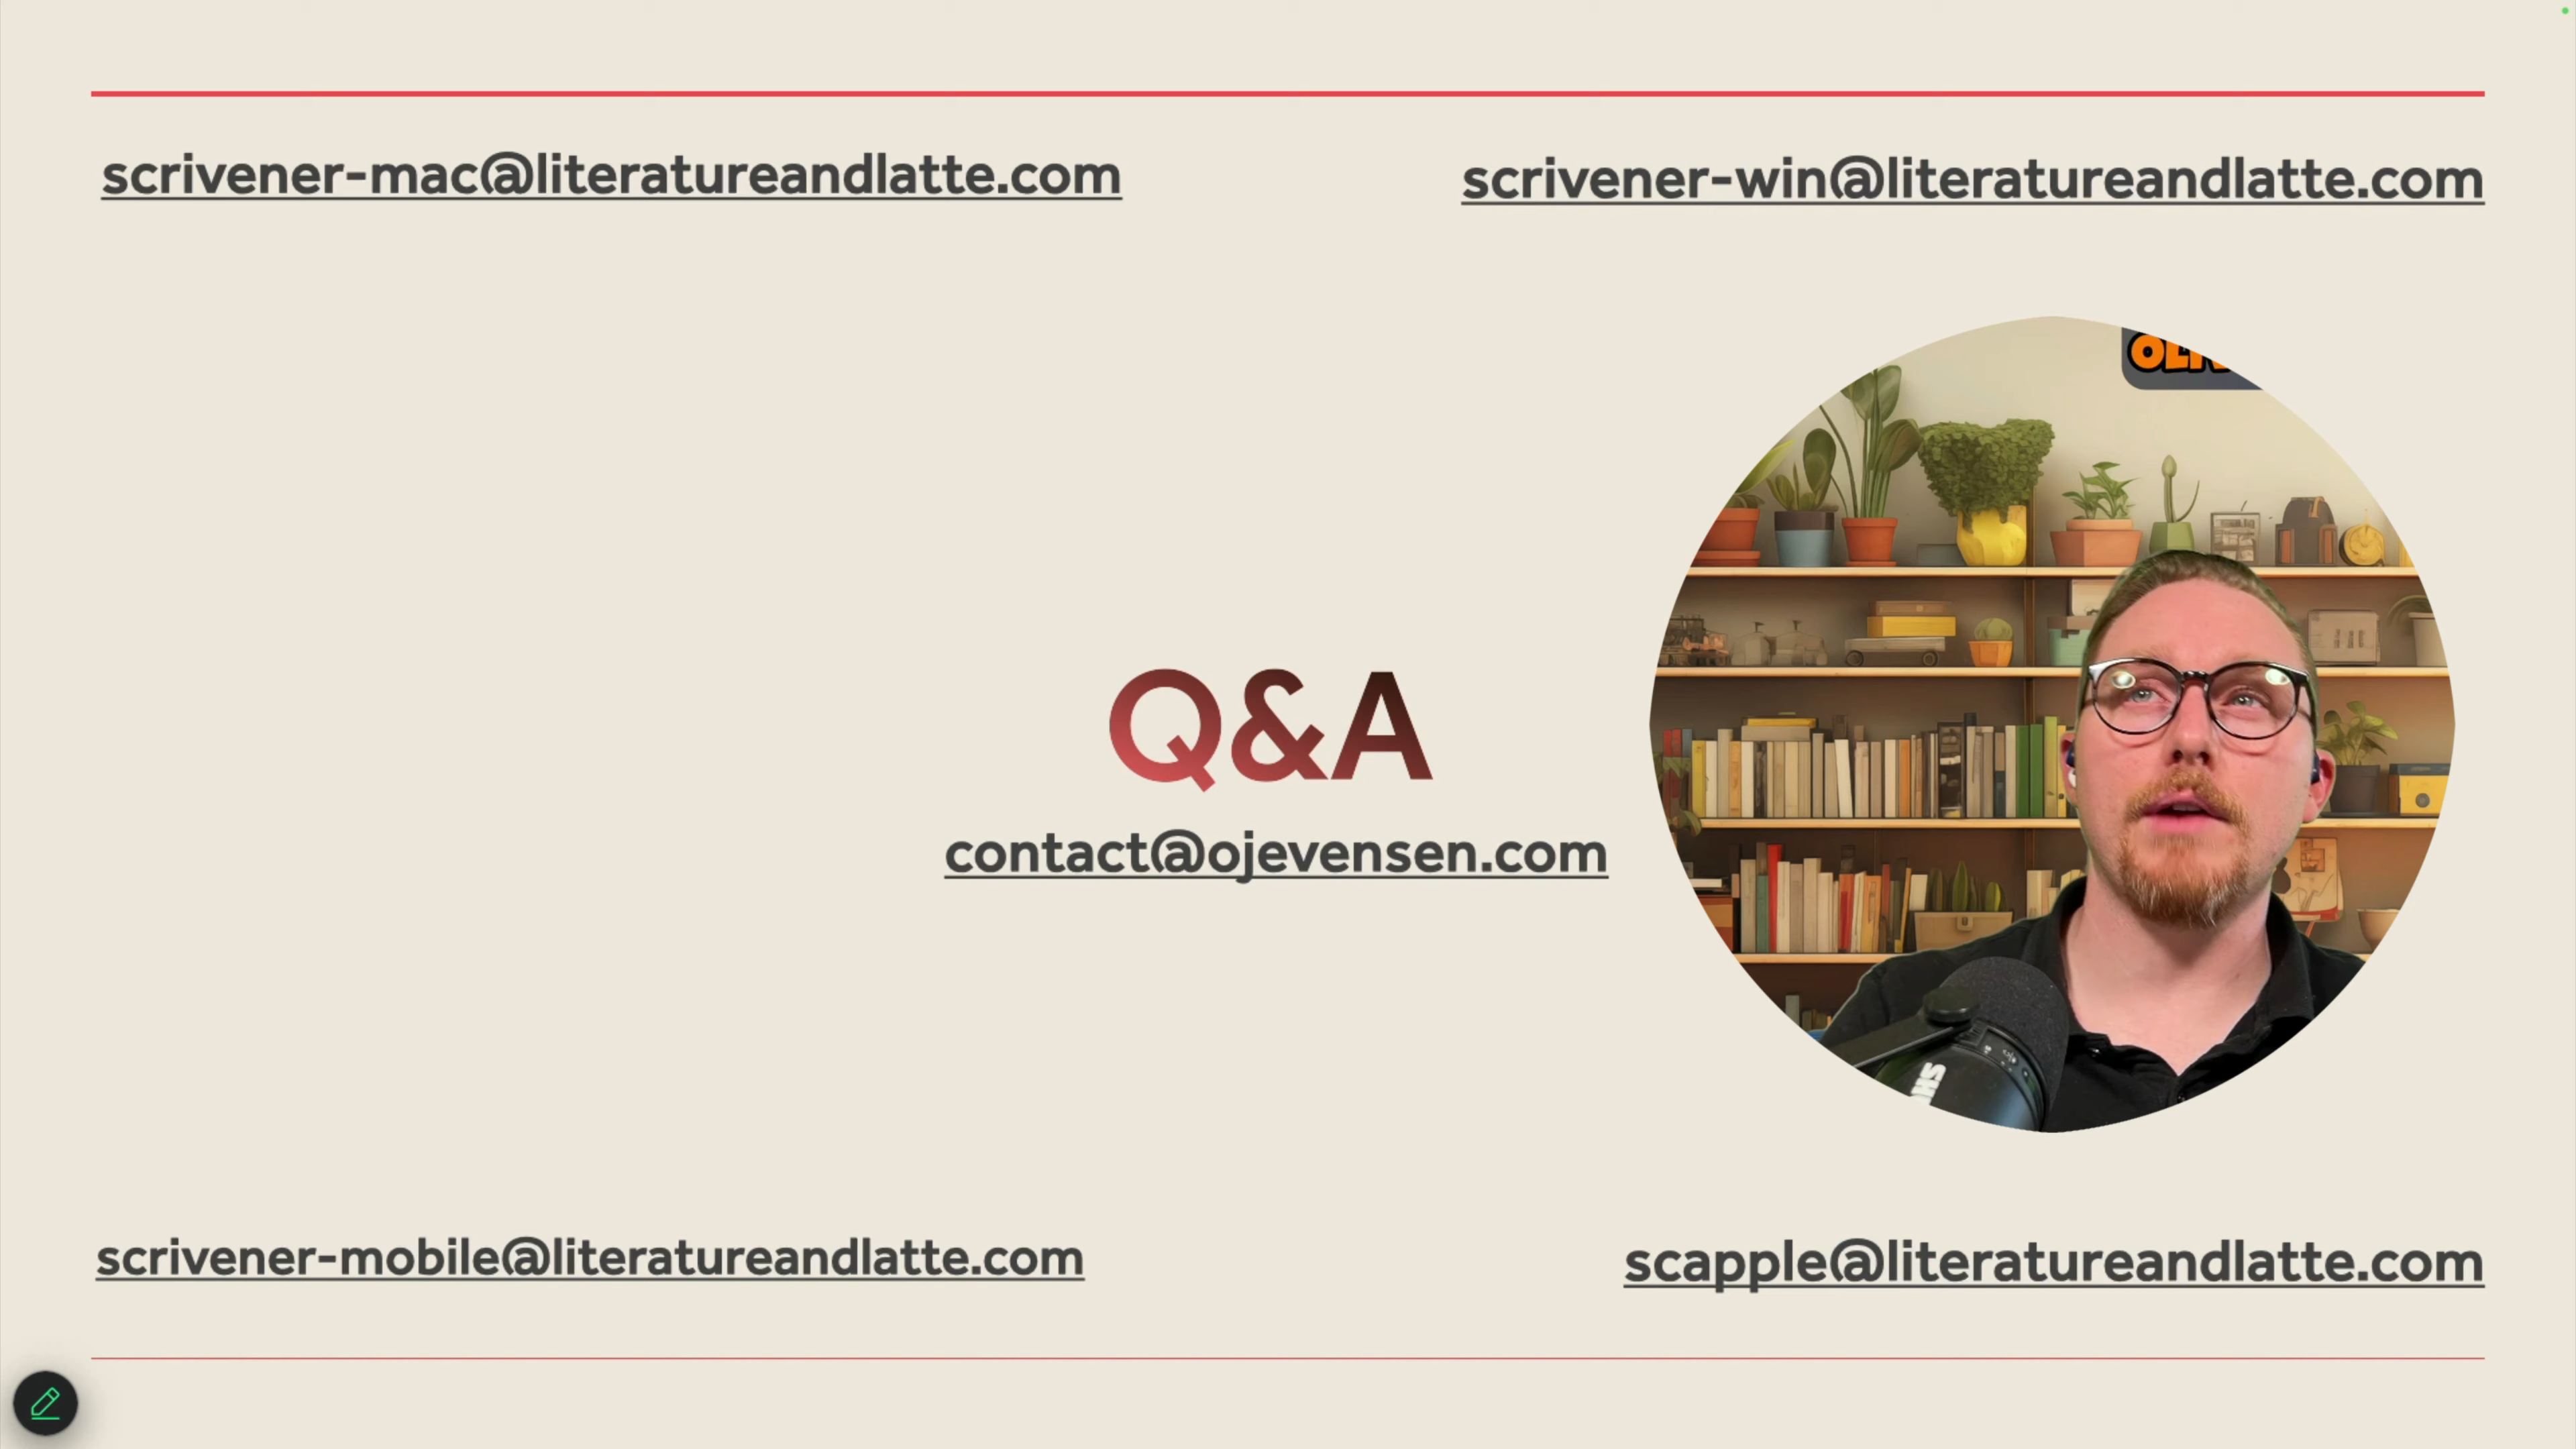 scrivener-mac@literatureandlatte.com
scrivener-win@literatureandlatte.com
Q&A
contact@ojevensen.com
scrivener-mobile@literatureandlatte.com
scapple@literatureandlatte.com